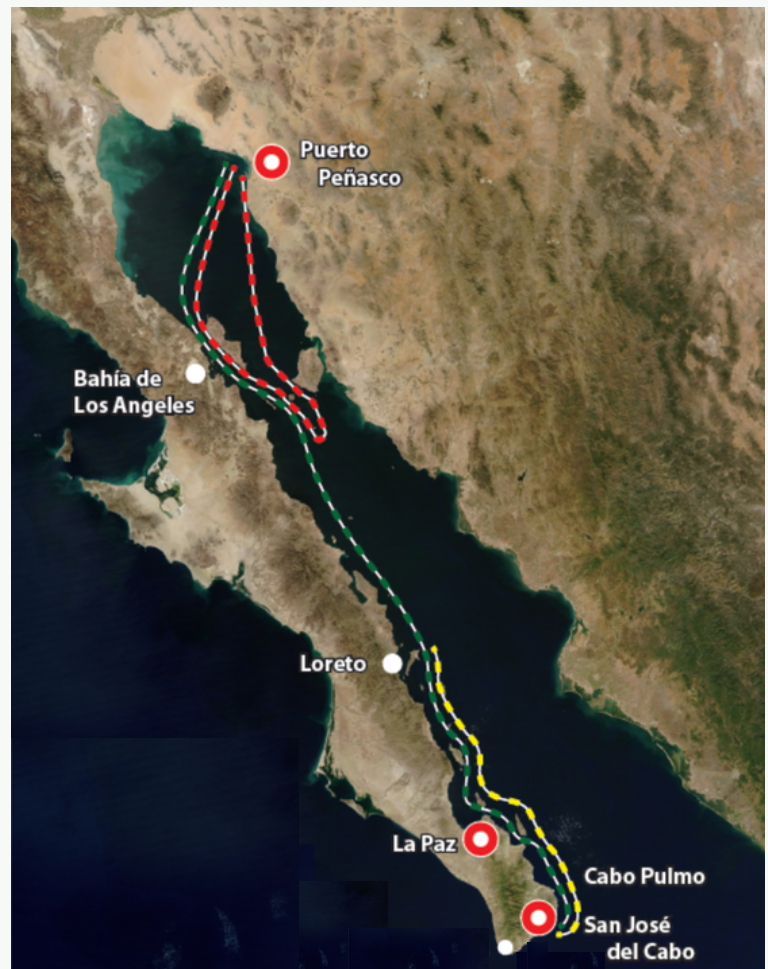 Puerto
Peñasco
Bahía de
Los Angeles
Loreto
La Paz
Cabo Pulmo
San José
del Cabo